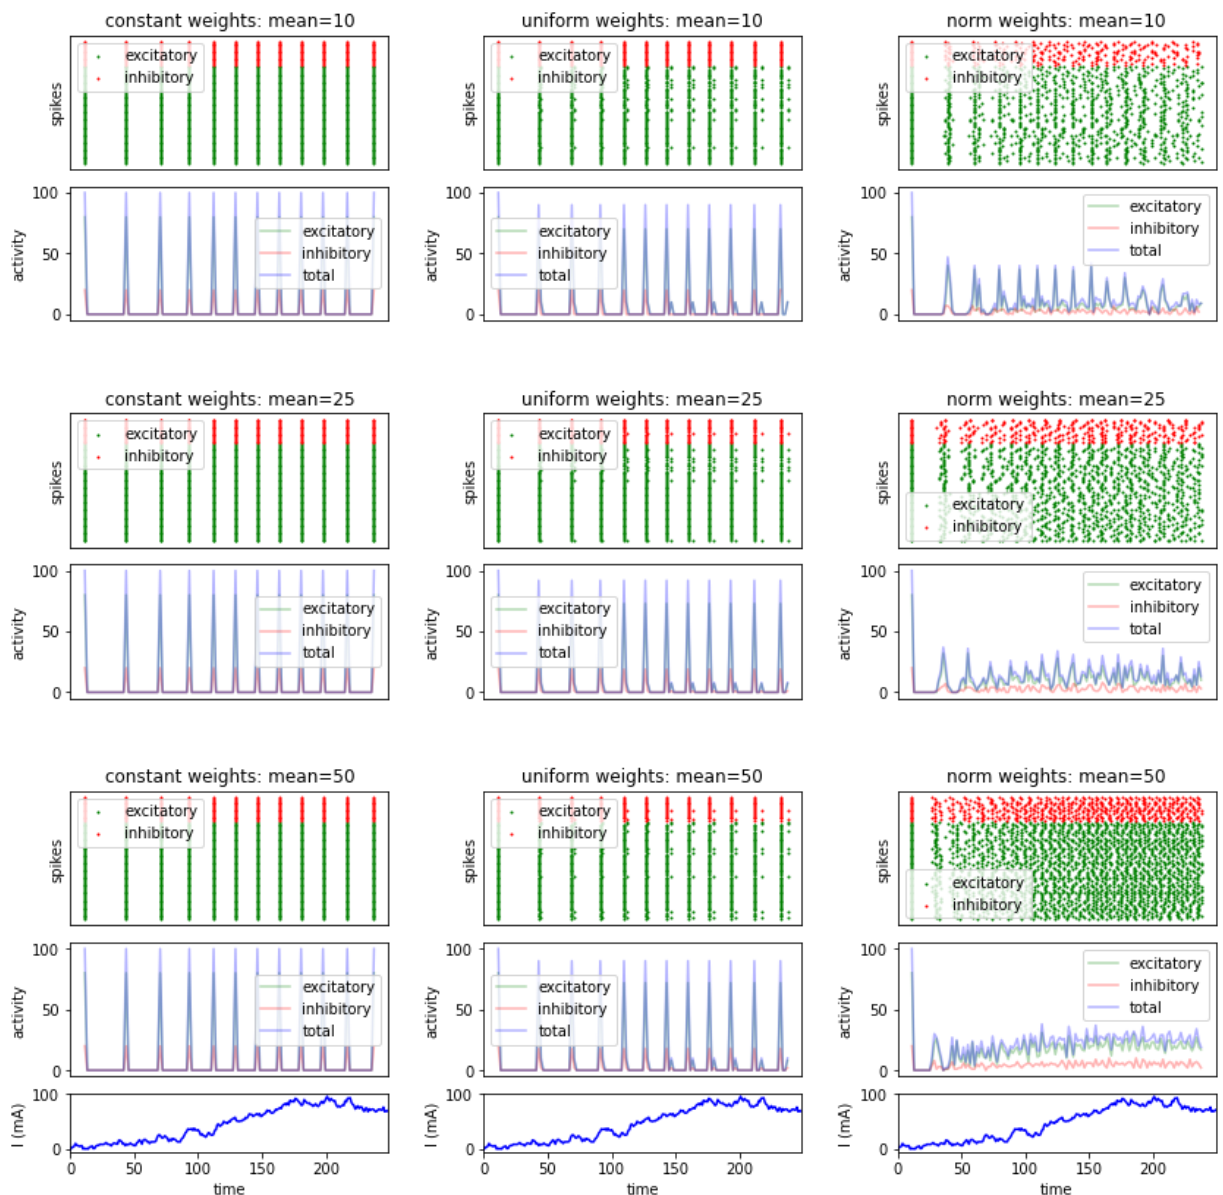 constant weights: mean=10
uniform weights: mean=10
norm weights: mean=10
spikes
excitatory
inhibitory
spikes
excitatory
inhibitory
spikes
excitatory
inhibitory
activity
100
50
0
excitatory
inhibitory
total
activity
100
50
0
excitatory
inhibitory
total
activity
100
50
0
excitatory
inhibitory
total
constant weights: mean=25
uniform weights: mean=25
norm weights: mean=25
spikes
excitatory
inhibitory
spikes
excitatory
inhibitory
spikes
excitatory
inhibitory
activity
100
50
0
excitatory
inhibitory
total
activity
100
50
0
excitatory
inhibitory
total
activity
100
50
0
excitatory
inhibitory
total
constant weights: mean=50
uniform weights: mean=50
norm weights: mean=50
spikes
excitatory
inhibitory
spikes
excitatory
inhibitory
spikes
excitatory
inhibitory
activity
100
50
0
excitatory
inhibitory
total
activity
100
50
0
excitatory
inhibitory
total
activity
100
50
0
excitatory
inhibitory
total
I (mA)
100
0
0 50 100 150 200
time
I (mA)
100
0
0 50 100 150 200
time
I (mA)
100
0
0 50 100 150 200
time